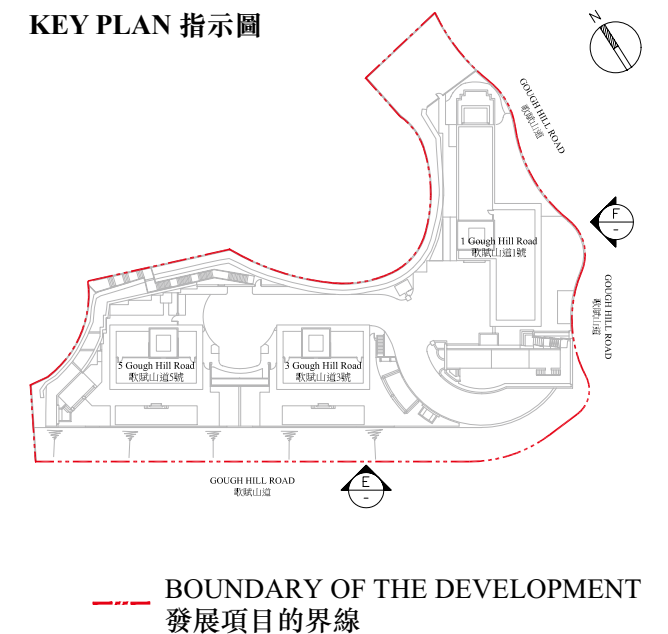 KEY PLAN 指示圖
N
GOUGH HILL ROAD
歌賦山道
F
-
1 Gough Hill Road
歌賦山道1號
GOUGH HILL ROAD
歌賦山道
5 Gough Hill Road
歌賦山道5號
3 Gough Hill Road
歌賦山道3號
GOUGH HILL ROAD
歌賦山道
E
-
BOUNDARY OF THE DEVELOPMENT
發展項目的界線